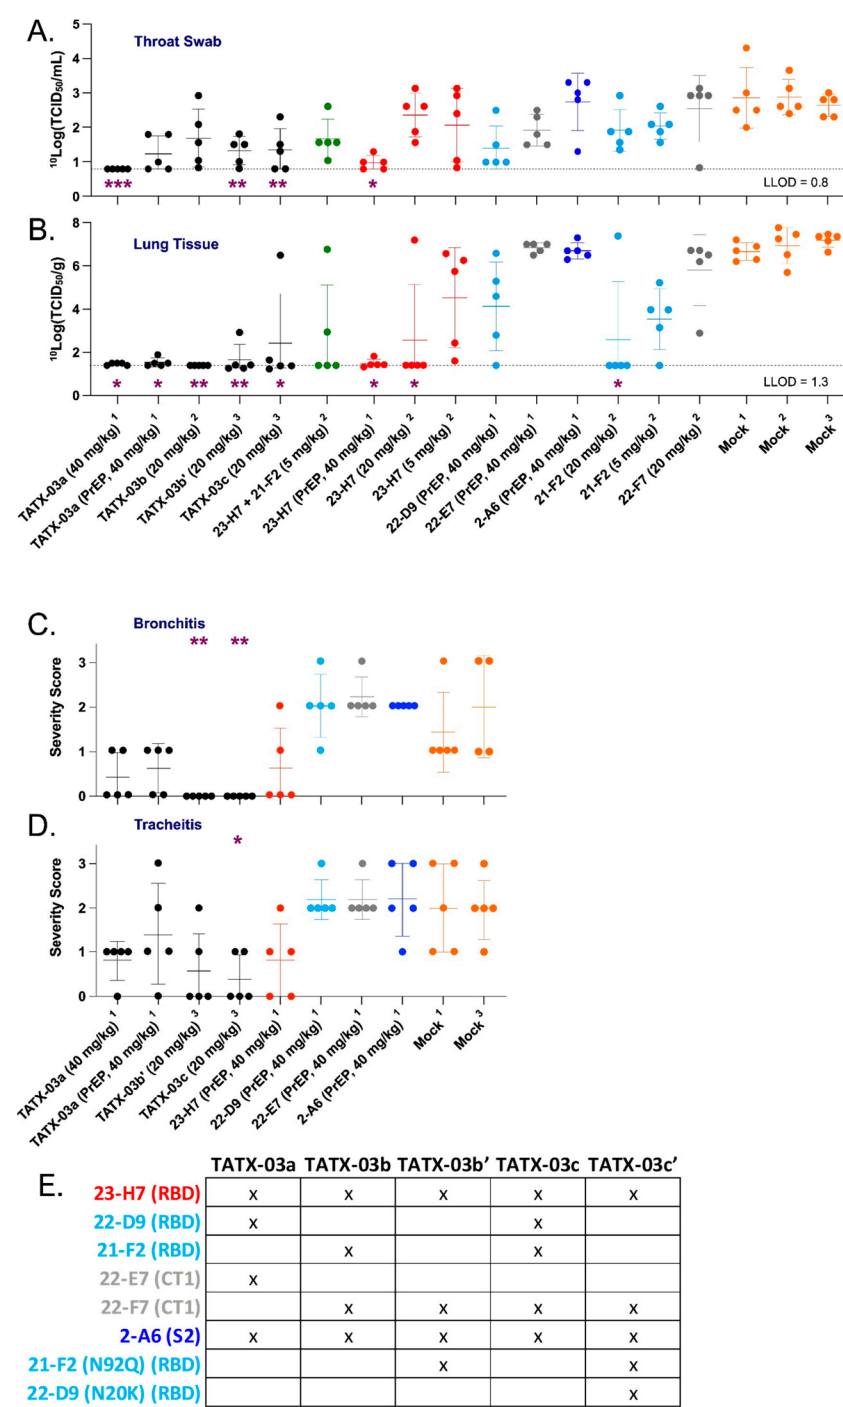 A.
Throat Swab
¹⁰Log(TCID₅₀/mL)
5
4
3
2
1
0
*** ** ** *
LLOD = 0.8
B.
Lung Tissue
¹⁰Log(TCID₅₀/g)
8
6
4
2
0
* * ** ** * * * *
LLOD = 1.3
TATX-03a (40 mg/kg) ¹
TATX-03a (PrEP, 40 mg/kg) ¹
TATX-03b (20 mg/kg) ²
TATX-03b' (20 mg/kg) ³
TATX-03c (20 mg/kg) ³
23-H7 + 21-F2 (5 mg/kg) ²
23-H7 (PrEP, 40 mg/kg) ¹
23-H7 (20 mg/kg) ²
23-H7 (5 mg/kg) ²
22-D9 (PrEP, 40 mg/kg) ¹
22-E7 (PrEP, 40 mg/kg) ¹
2-A6 (PrEP, 40 mg/kg) ¹
21-F2 (20 mg/kg) ²
21-F2 (5 mg/kg) ²
22-F7 (20 mg/kg) ²
Mock ¹
Mock ²
Mock ³
C.
Bronchitis
** **
Severity Score
3
2
1
0
D.
Tracheitis
*
Severity Score
3
2
1
0
TATX-03a (40 mg/kg) ¹
TATX-03a (PrEP, 40 mg/kg) ¹
TATX-03b' (20 mg/kg) ³
TATX-03c (20 mg/kg) ³
23-H7 (PrEP, 40 mg/kg) ¹
22-D9 (PrEP, 40 mg/kg) ¹
22-E7 (PrEP, 40 mg/kg) ¹
2-A6 (PrEP, 40 mg/kg) ¹
Mock ¹
Mock ³
E.
TATX-03a TATX-03b TATX-03b' TATX-03c TATX-03c'
23-H7 (RBD) x x x x x
22-D9 (RBD) x x
21-F2 (RBD) x x
22-E7 (CT1) x
22-F7 (CT1) x x x x
2-A6 (S2) x x x x x
21-F2 (N92Q) (RBD) x x
22-D9 (N20K) (RBD) x